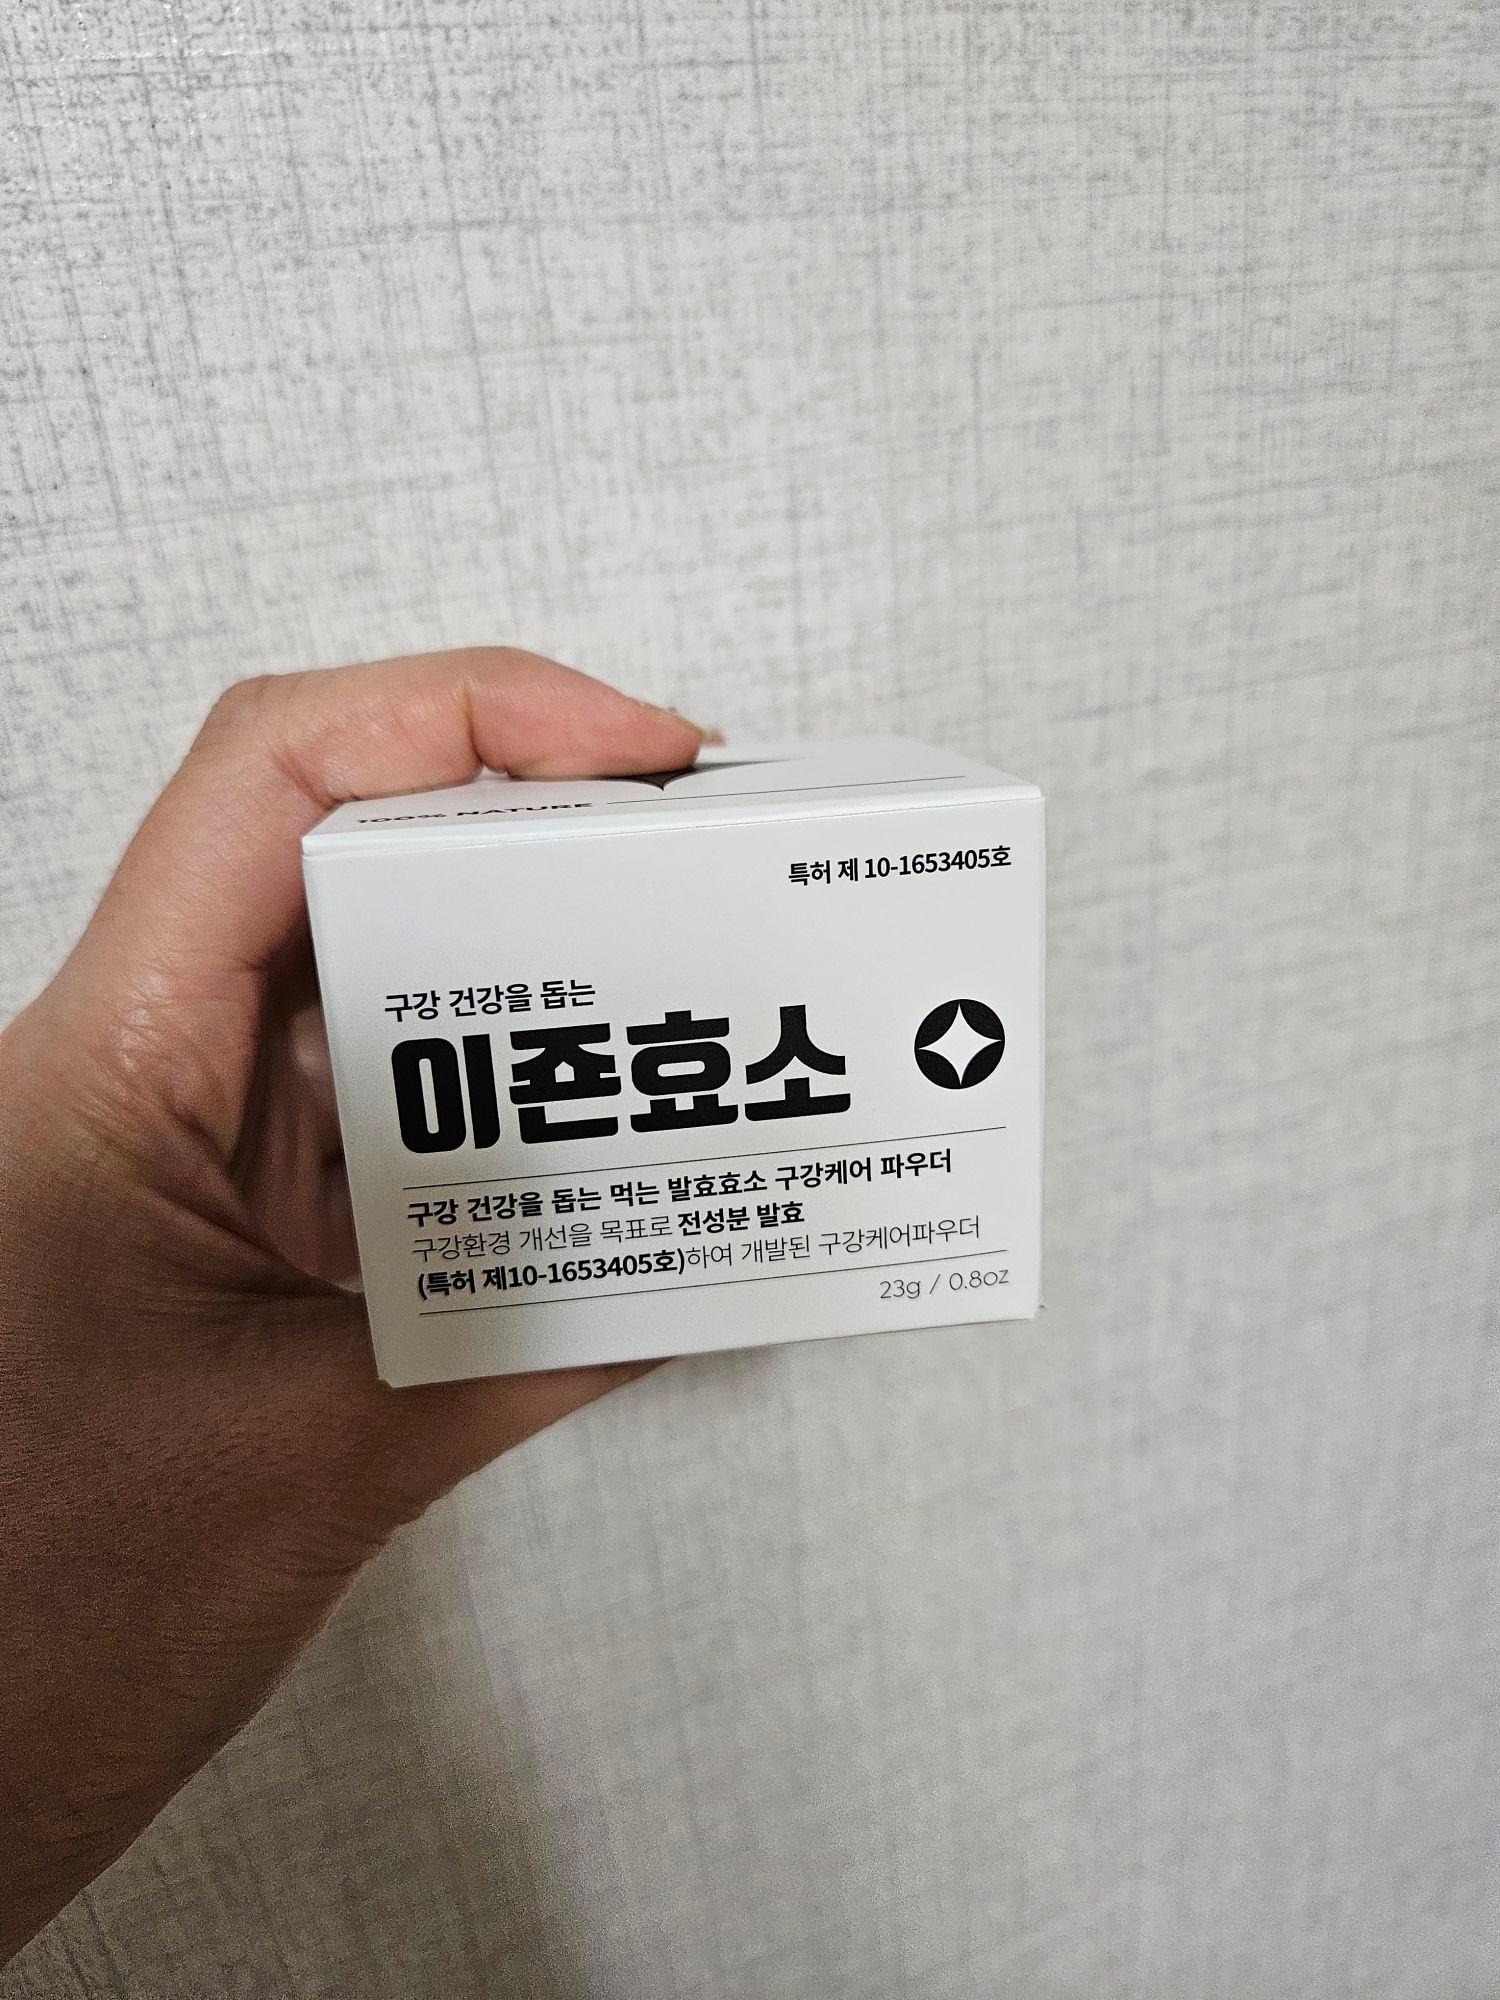 100% NATURE
특허 제 10-1653405호
구강 건강을 돕는
이죤효소
구강 건강을 돕는 먹는 발효효소 구강케어 파우더
구강환경 개선을 목표로 전성분 발효
(특허 제10-1653405호)하여 개발된 구강케어파우더
23g / 0.8oz